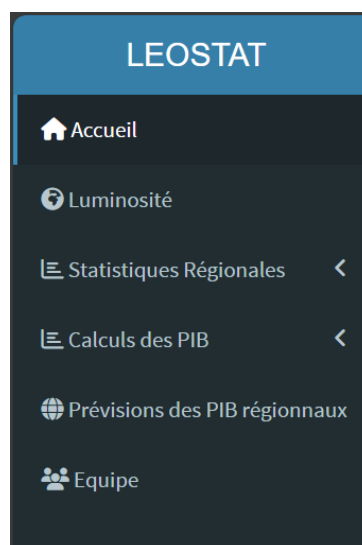 LEOSTAT
Accueil
Luminosité
Statistiques Régionales
Calculs des PIB
Prévisions des PIB régionnaux
Equipe